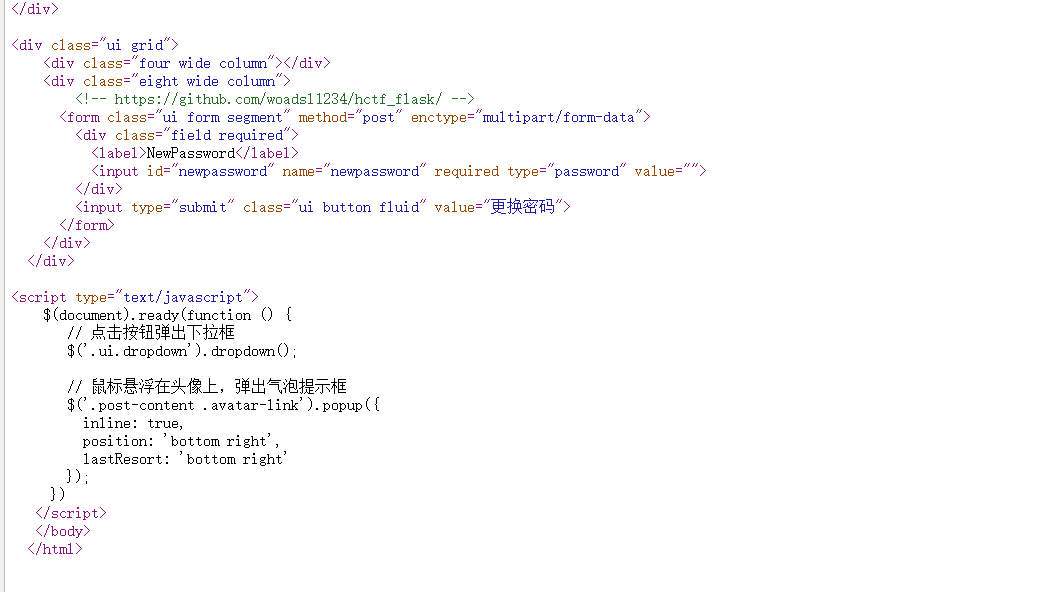 </div>
<div class="ui grid">
<div class="four wide column"></div>
<div class="eight wide column">
<!-- https://github.com/woadsl1234/hctf_flask/ -->
<form class="ui form segment" method="post" enctype="multipart/form-data">
<div class="field required">
<label>NewPassword</label>
<input id="newpassword" name="newpassword" required type="password" value="">
</div>
<input type="submit" class="ui button fluid" value="更换密码">
</form>
</div>
</div>
<script type="text/javascript">
$(document).ready(function () {
// 点击按钮弹出下拉框
$('.ui.dropdown').dropdown();
// 鼠标悬浮在头像上，弹出气泡提示框
$('.post-content .avatar-link').popup({
inline: true,
position: 'bottom right',
lastResort: 'bottom right'
});
})
</script>
</body>
</html>